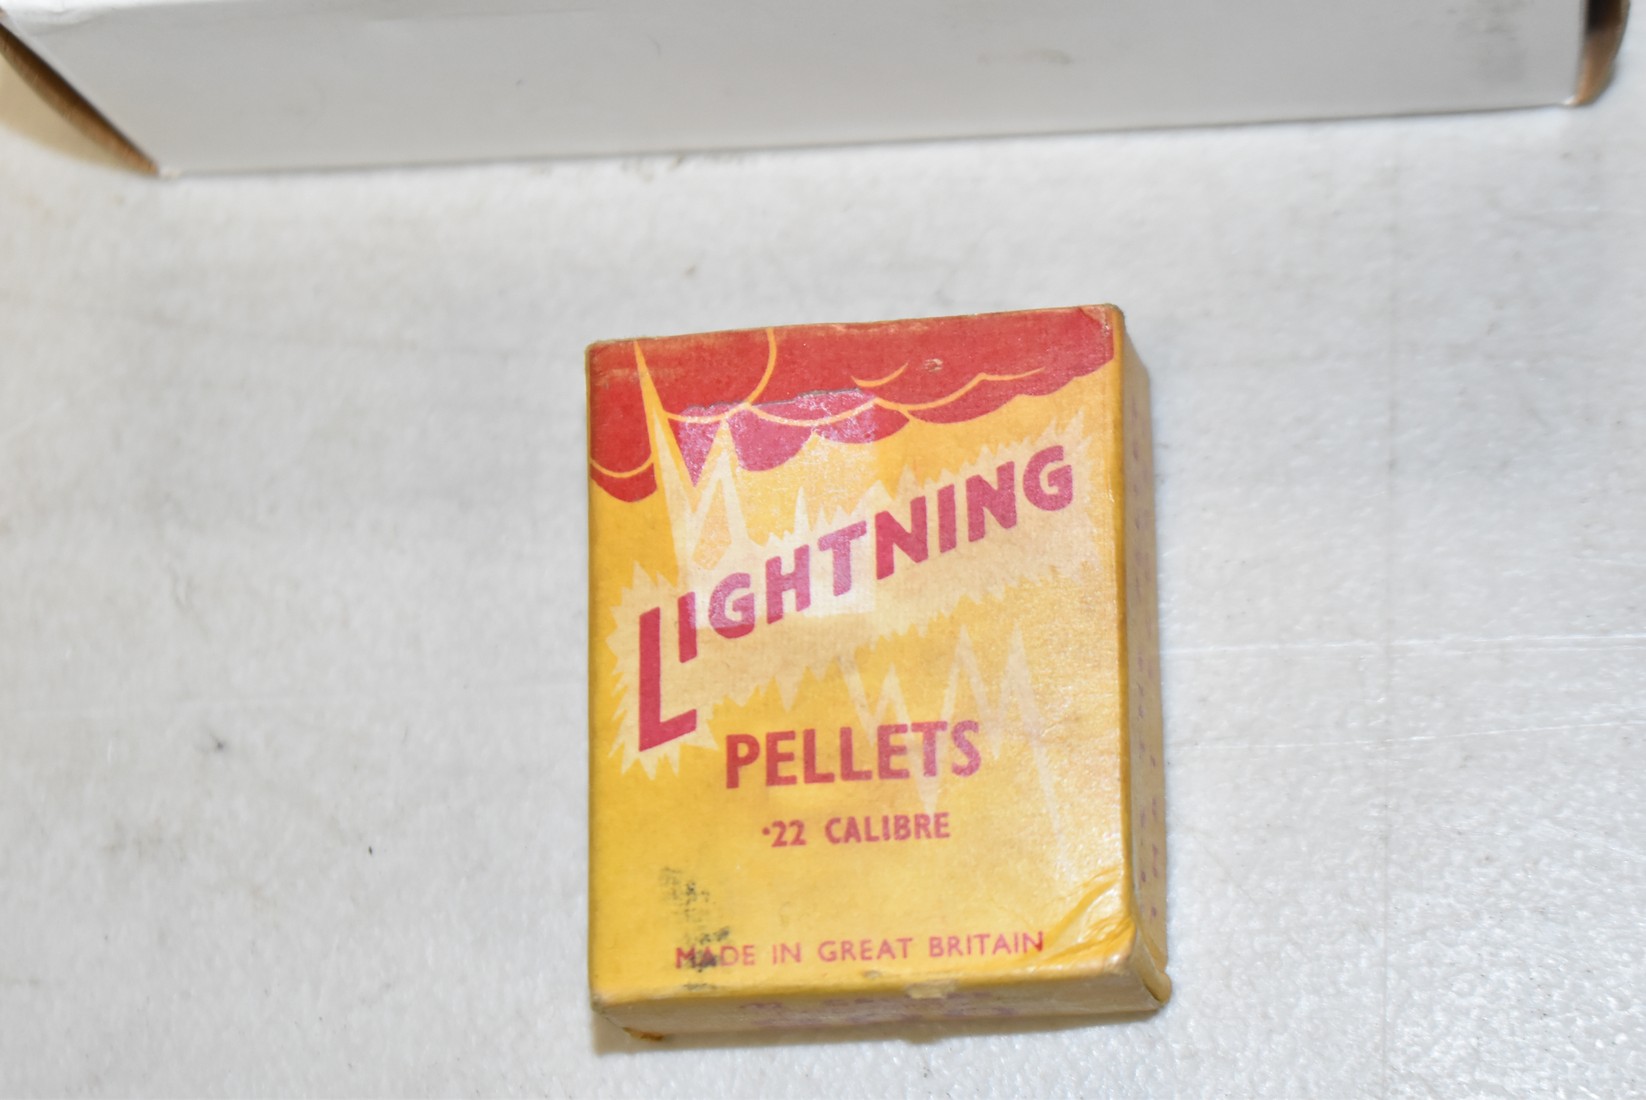 LIGHTNING
PELLETS
·22 CALIBRE
MADE IN GREAT BRITAIN